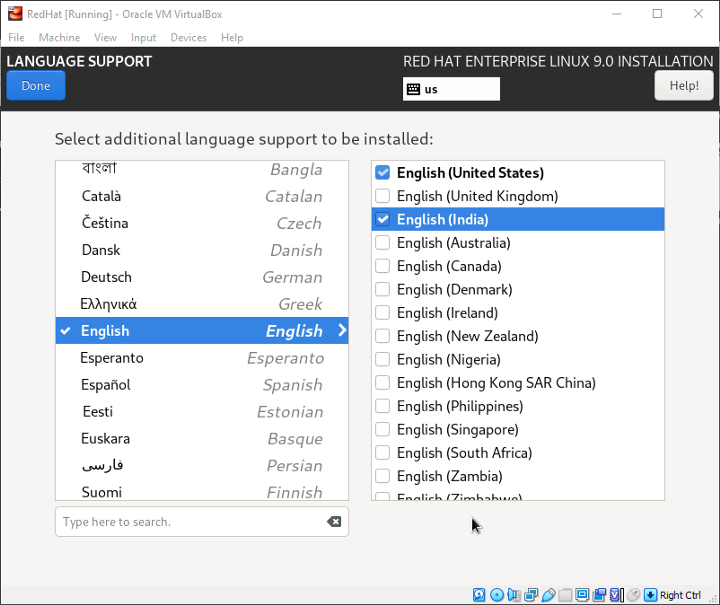 RedHat [Running] - Oracle VM VirtualBox
File Machine View Input Devices Help
LANGUAGE SUPPORT
RED HAT ENTERPRISE LINUX 9.0 INSTALLATION
Done
us
Help!
Select additional language support to be installed:
বাংলা Bangla
Català Catalan
Čeština Czech
Dansk Danish
Deutsch German
Ελληνικά Greek
English English
Esperanto Esperanto
Español Spanish
Eesti Estonian
Euskara Basque
فارسی Persian
Suomi Finnish
Type here to search.
English (United States)
English (United Kingdom)
English (India)
English (Australia)
English (Canada)
English (Denmark)
English (Ireland)
English (New Zealand)
English (Nigeria)
English (Hong Kong SAR China)
English (Philippines)
English (Singapore)
English (South Africa)
English (Zambia)
English (Zimbabwe)
Right Ctrl